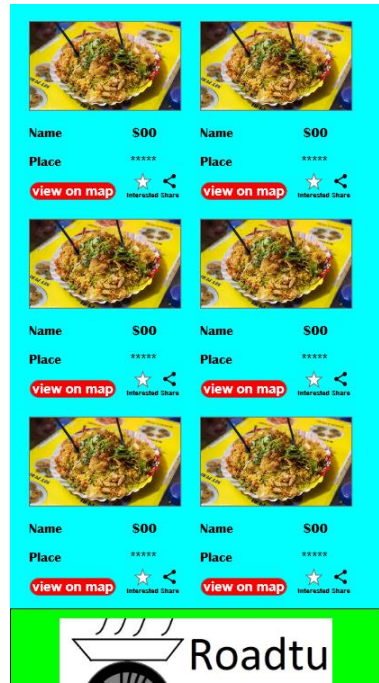 Name $00 Name $00
Place ***** Place *****
view on map Interested Share view on map Interested Share
Name $00 Name $00
Place ***** Place *****
view on map Interested Share view on map Interested Share
Name $00 Name $00
Place ***** Place *****
view on map Interested Share view on map Interested Share
Roadtu